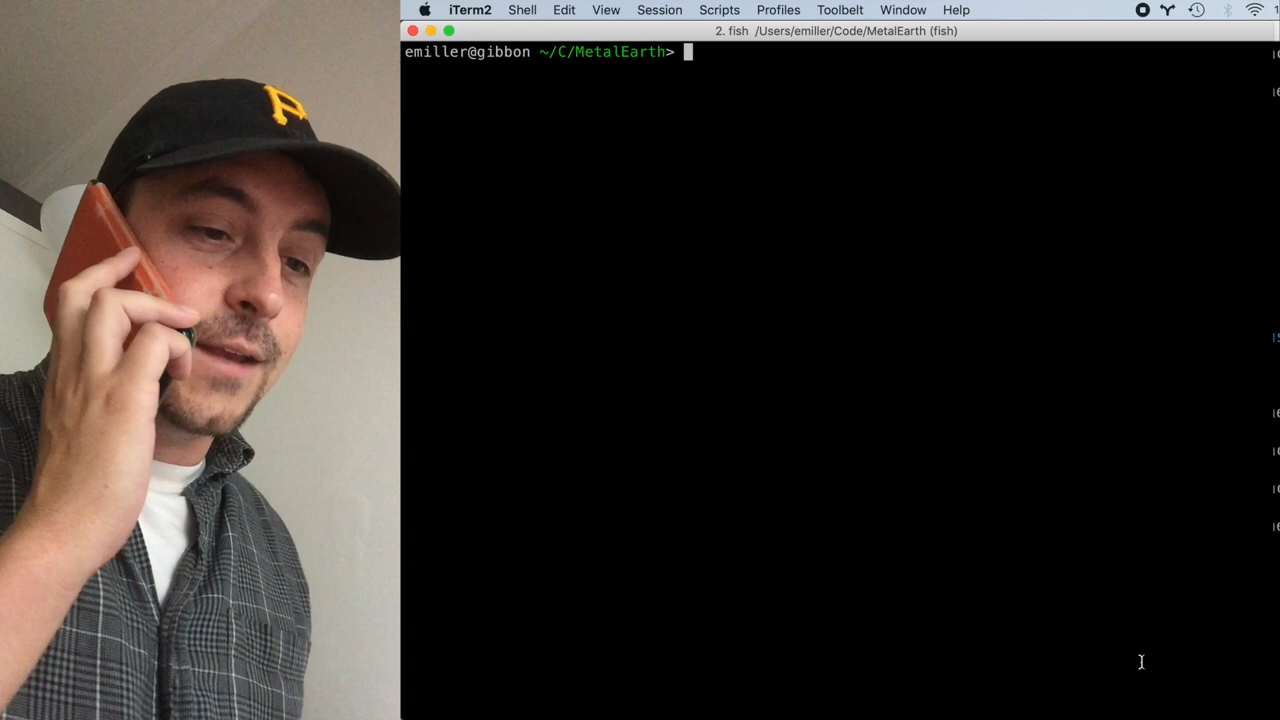 P
iTerm2 Shell Edit View Session Scripts Profiles Toolbelt Window Help
2. fish /Users/emiller/Code/MetalEarth (fish)
emiller@gibbon ~/C/MetalEarth>